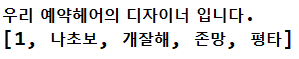 우리 예약헤어의 디자이너 입니다.
[1, 나초보, 개잘해, 존망, 평타]